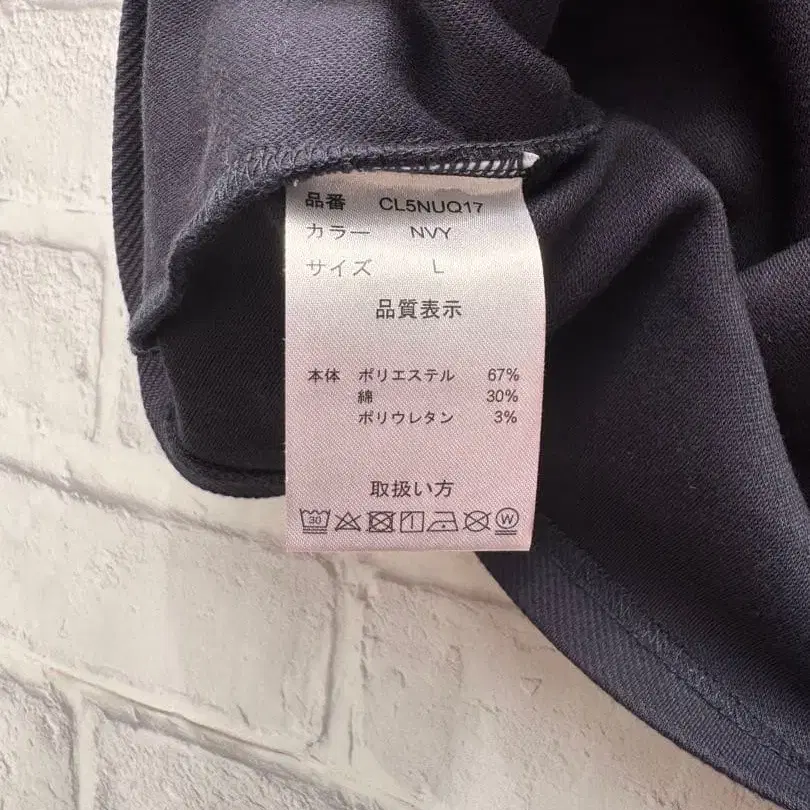 品番 CL5NUQ17
カラー NVY
サイズ L
品質表示
本体 ポリエステル 67%
綿 30%
ポリウレタン 3%
取扱い方
30 W